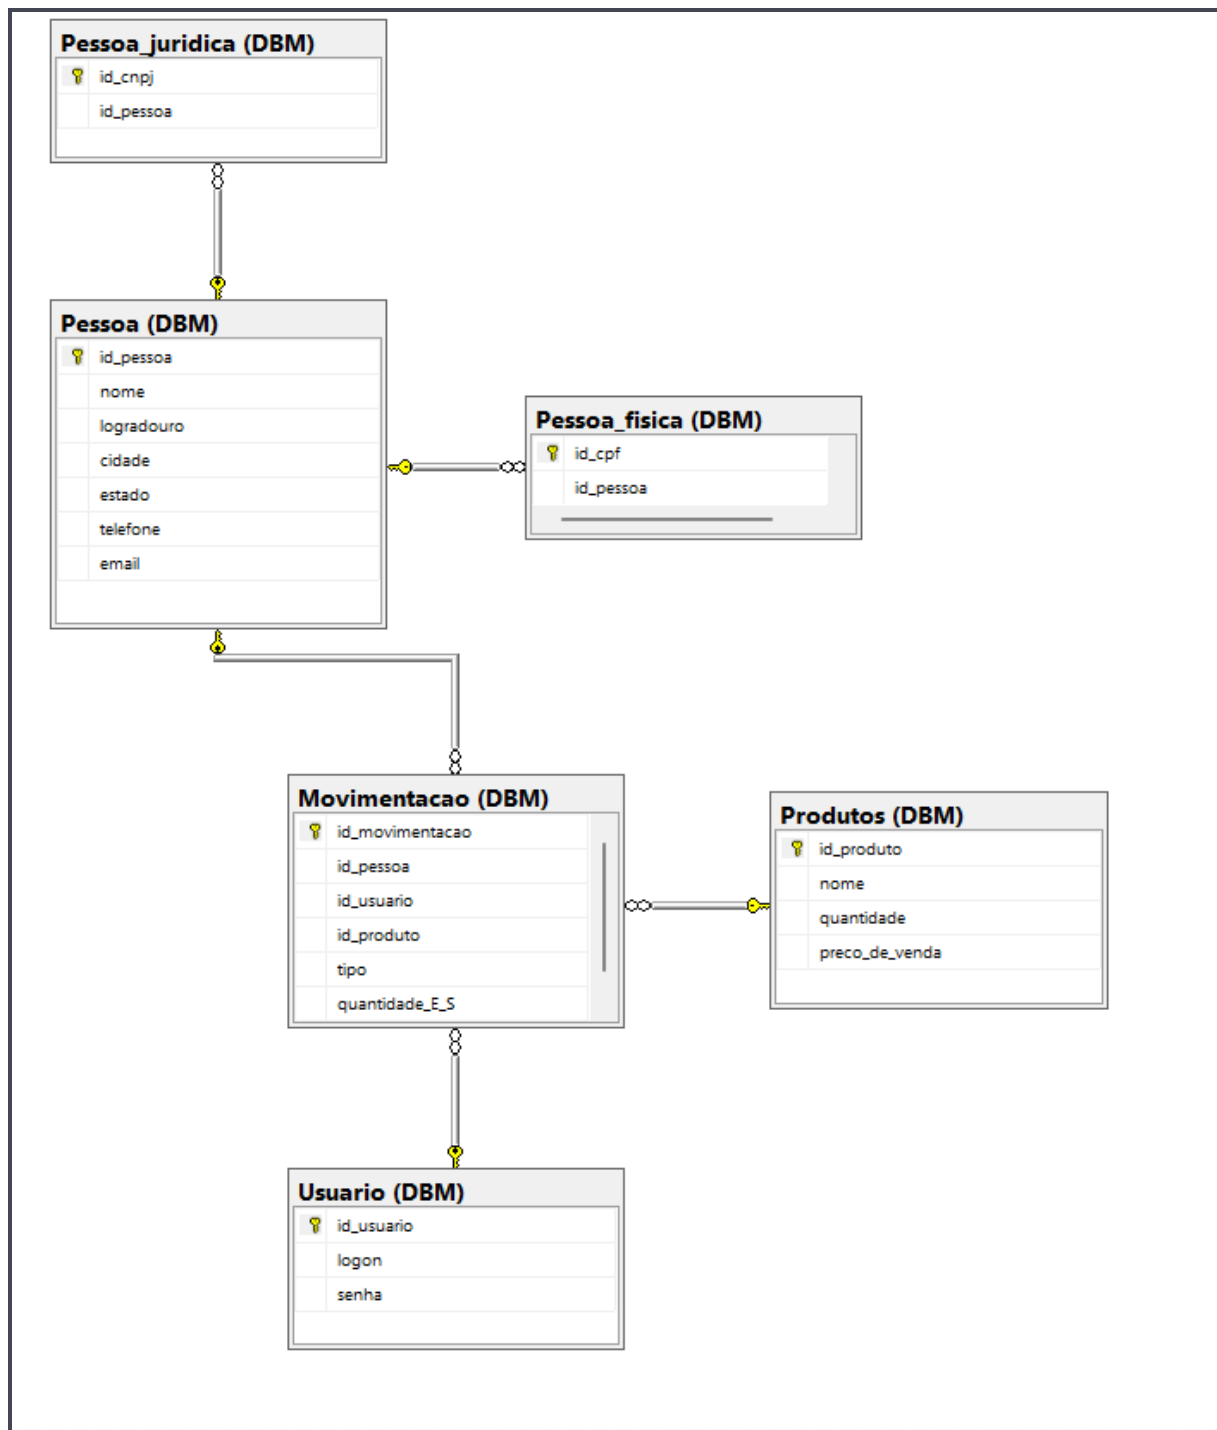 Pessoa_juridica (DBM)
id_cnpj
id_pessoa
Pessoa (DBM)
id_pessoa
nome
logradouro
cidade
estado
telefone
email
Pessoa_fisica (DBM)
id_cpf
id_pessoa
Movimentacao (DBM)
id_movimentacao
id_pessoa
id_usuario
id_produto
tipo
quantidade_E_S
Produtos (DBM)
id_produto
nome
quantidade
preco_de_venda
Usuario (DBM)
id_usuario
logon
senha